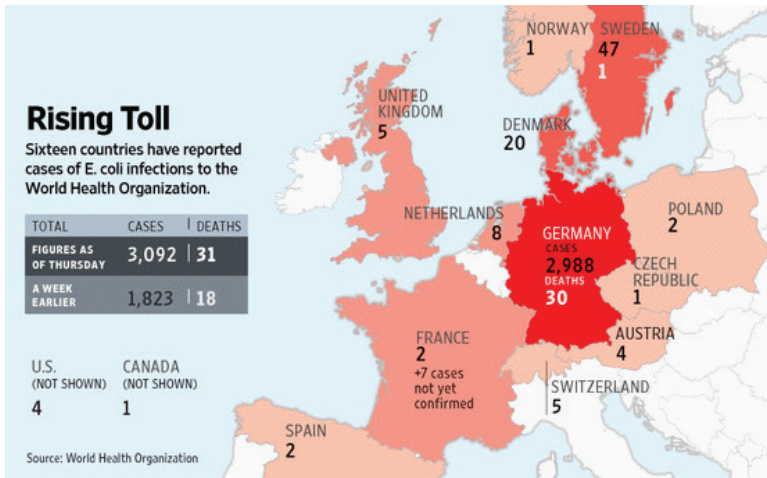 Rising Toll
Sixteen countries have reported
cases of E. coli infections to the
World Health Organization.
TOTAL CASES DEATHS
FIGURES AS
OF THURSDAY 3,092 31
A WEEK
EARLIER 1,823 18
U.S.
(NOT SHOWN)
4
CANADA
(NOT SHOWN)
1
Source: World Health Organization
NORWAY
1
SWEDEN
47
1
UNITED
KINGDOM
5
DENMARK
20
NETHERLANDS
8
GERMANY
CASES
2,988
DEATHS
30
POLAND
2
CZECH
REPUBLIC
1
AUSTRIA
4
FRANCE
2
+7 cases
not yet
confirmed
SWITZERLAND
5
SPAIN
2